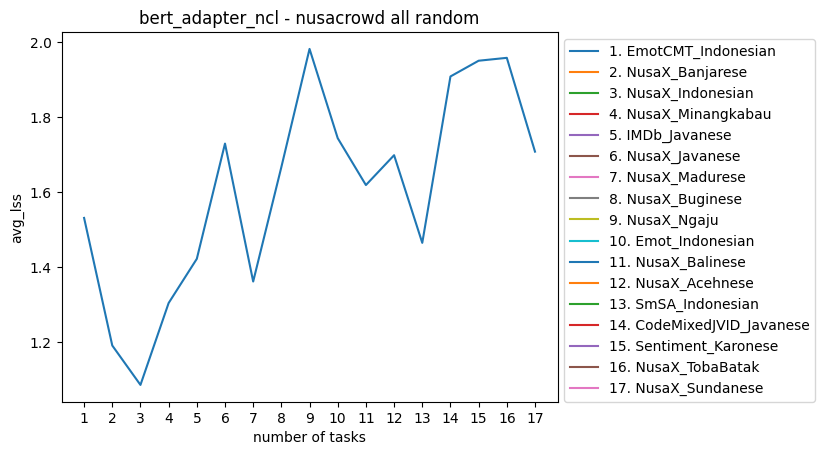 bert_adapter_ncl - nusacrowd all random
2.0
1.8
1.6
1.4
1.2
avg_lss
1 2 3 4 5 6 7 8 9 10 11 12 13 14 15 16 17
number of tasks
1. EmotCMT_Indonesian
2. NusaX_Banjarese
3. NusaX_Indonesian
4. NusaX_Minangkabau
5. IMDb_Javanese
6. NusaX_Javanese
7. NusaX_Madurese
8. NusaX_Buginese
9. NusaX_Ngaju
10. Emot_Indonesian
11. NusaX_Balinese
12. NusaX_Acehnese
13. SmSA_Indonesian
14. CodeMixedJVID_Javanese
15. Sentiment_Karonese
16. NusaX_TobaBatak
17. NusaX_Sundanese